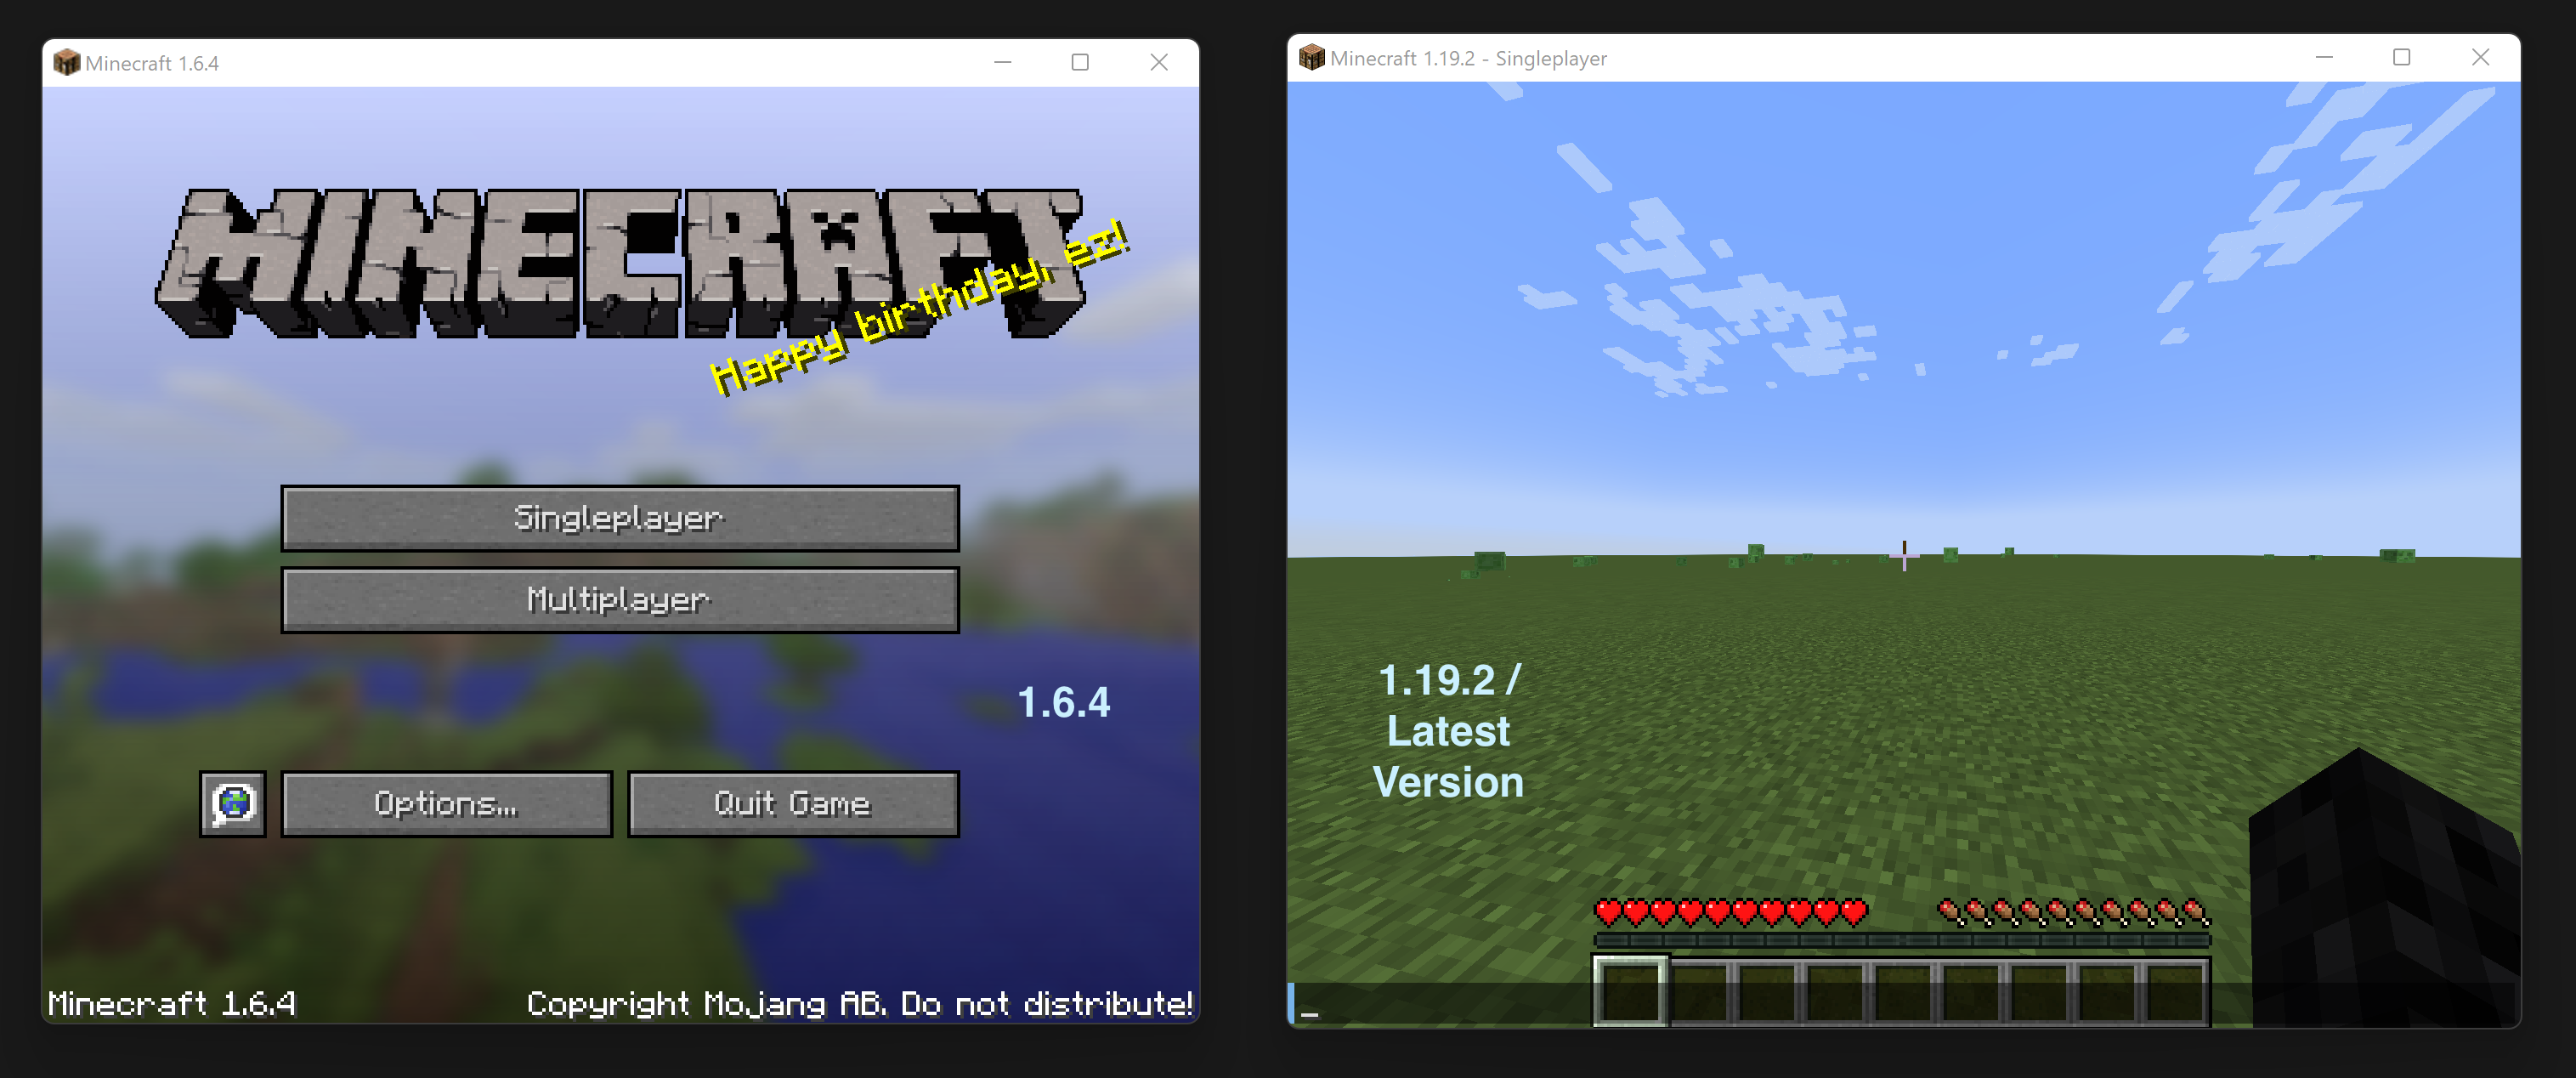 Minecraft 1.6.4
MINECRAFT
Happy birthday, ez!
Singleplayer
Multiplayer
1.6.4
Options...
Quit Game
Minecraft 1.6.4
Copyright Mojang AB. Do not distribute!
Minecraft 1.19.2 - Singleplayer
1.19.2 /
Latest
Version
_